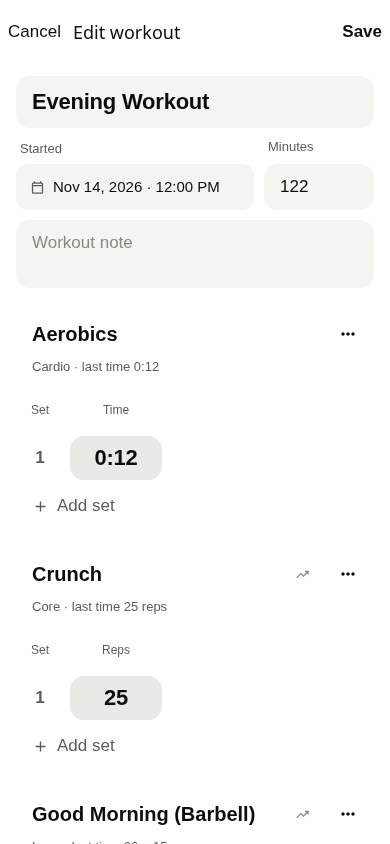 Cancel Edit workout Save
Evening Workout
Started Minutes
Nov 14, 2026 · 12:00 PM 122
Workout note
Aerobics
Cardio · last time 0:12
Set Time
1 0:12
+ Add set
Crunch
Core · last time 25 reps
Set Reps
1 25
+ Add set
Good Morning (Barbell)